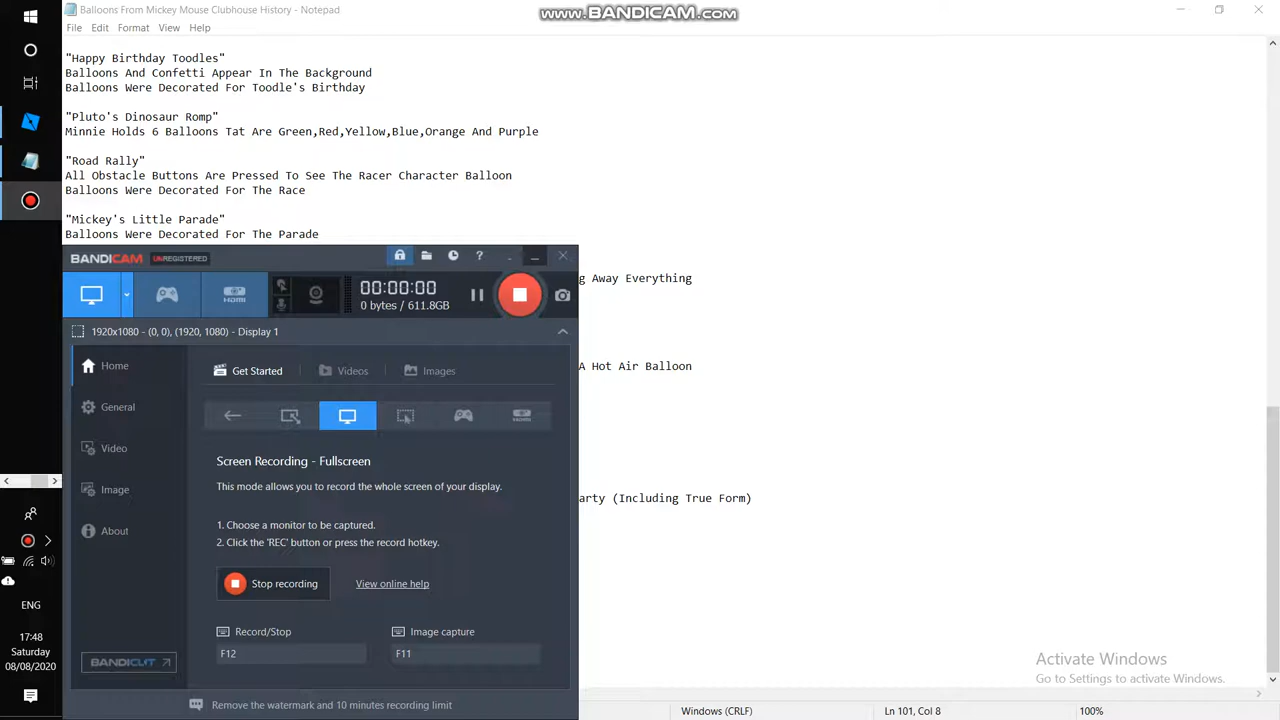 Balloons From Mickey Mouse Clubhouse History - Notepad
www.BANDICAM.com
File Edit Format View Help
"Happy Birthday Toodles"
Balloons And Confetti Appear In The Background
Balloons Were Decorated For Toodle's Birthday
"Pluto's Dinosaur Romp"
Minnie Holds 6 Balloons Tat Are Green,Red,Yellow,Blue,Orange And Purple
"Road Rally"
All Obstacle Buttons Are Pressed To See The Racer Character Balloon
Balloons Were Decorated For The Race
"Mickey's Little Parade"
Balloons Were Decorated For The Parade
g Away Everything
A Hot Air Balloon
arty (Including True Form)
BANDICAM UNREGISTERED
HDMI
00:00:00
0 bytes / 611.8GB
1920x1080 - (0, 0), (1920, 1080) - Display 1
Home
General
Video
Image
About
Get Started
Videos
Images
Screen Recording - Fullscreen
This mode allows you to record the whole screen of your display.
1. Choose a monitor to be captured.
2. Click the 'REC' button or press the record hotkey.
Stop recording
View online help
Record/Stop
F12
Image capture
F11
BANDICUT
Remove the watermark and 10 minutes recording limit
ENG
17:48
Saturday
08/08/2020
Activate Windows
Go to Settings to activate Windows.
Windows (CRLF)
Ln 101, Col 8
100%